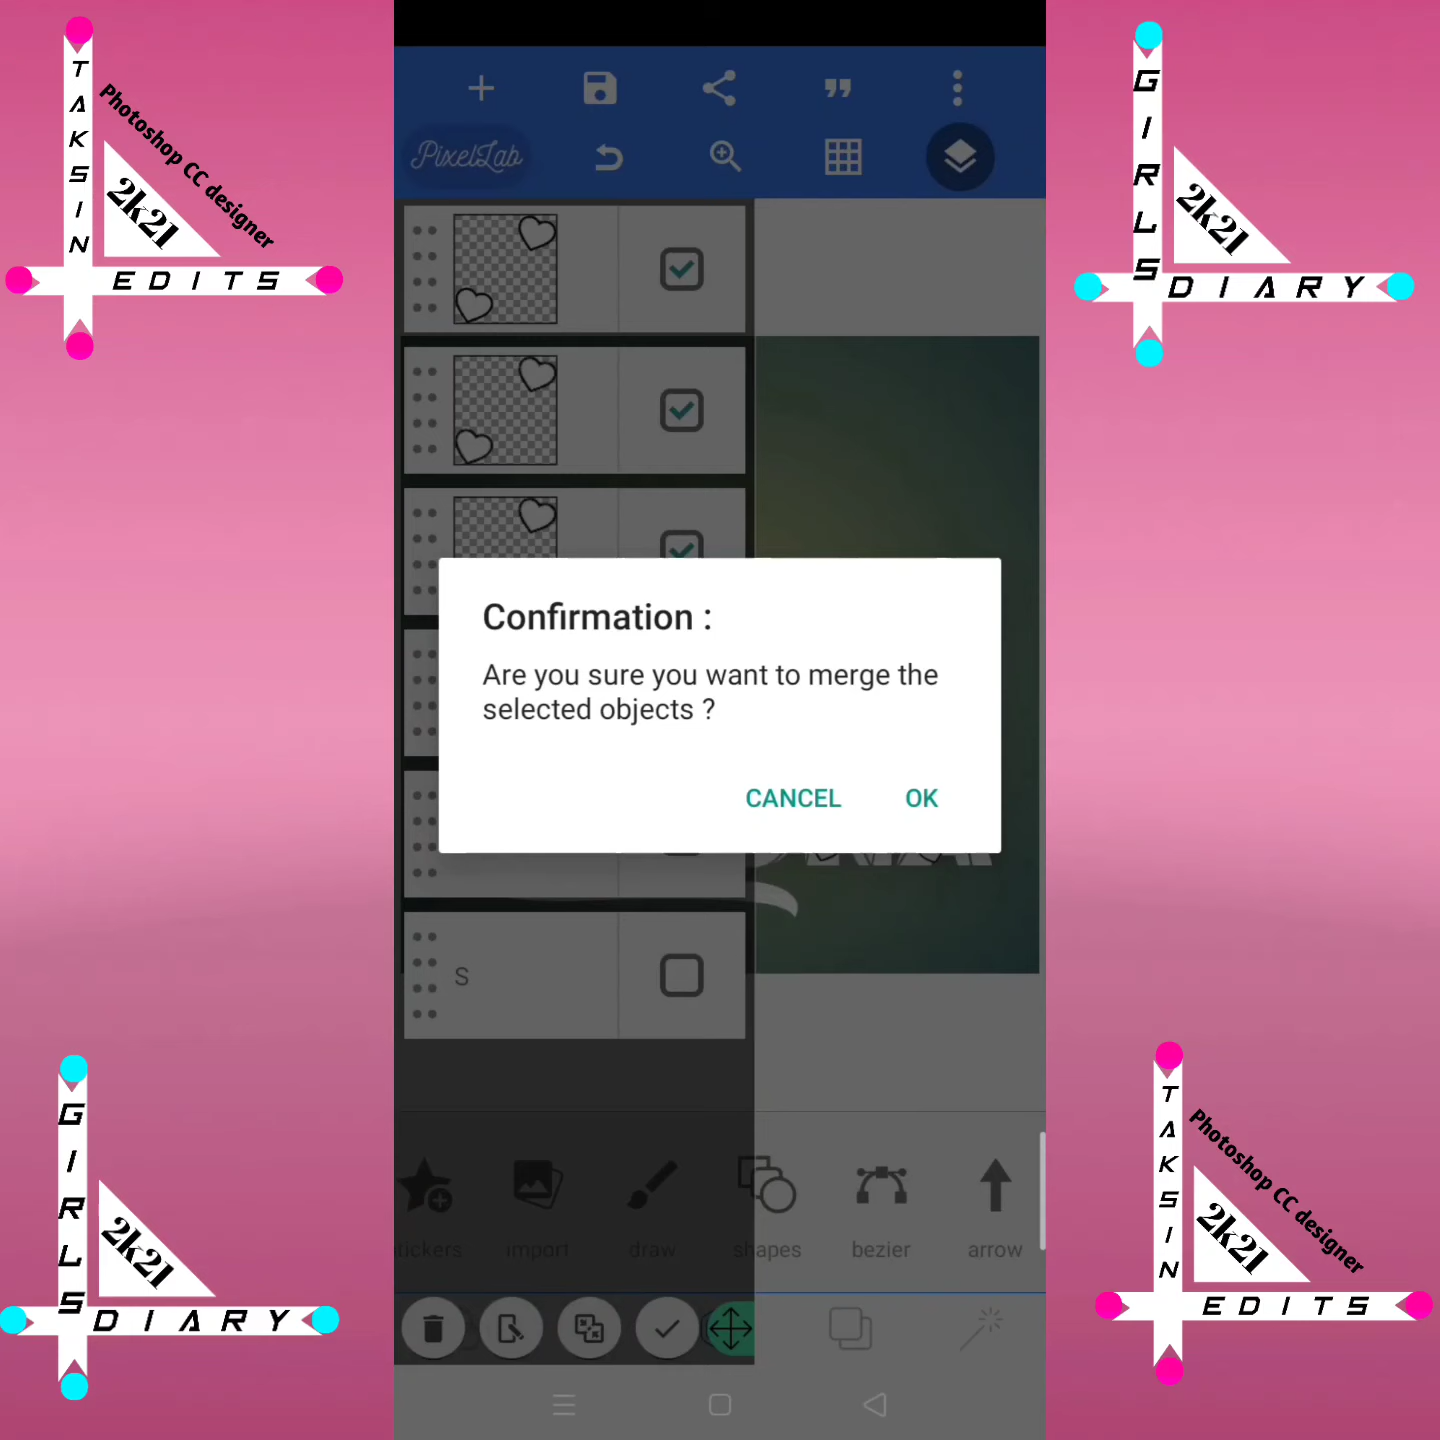 TAKSIN
Photoshop CC designer
2k21
EDITS
GIRLS
2k21
DIARY
PixelLab
Confirmation :
Are you sure you want to merge the
selected objects ?
CANCEL
OK
S
tickers
import
draw
shapes
bezier
arrow
GIRLS
2k21
DIARY
TAKSIN
Photoshop CC designer
2k21
EDITS